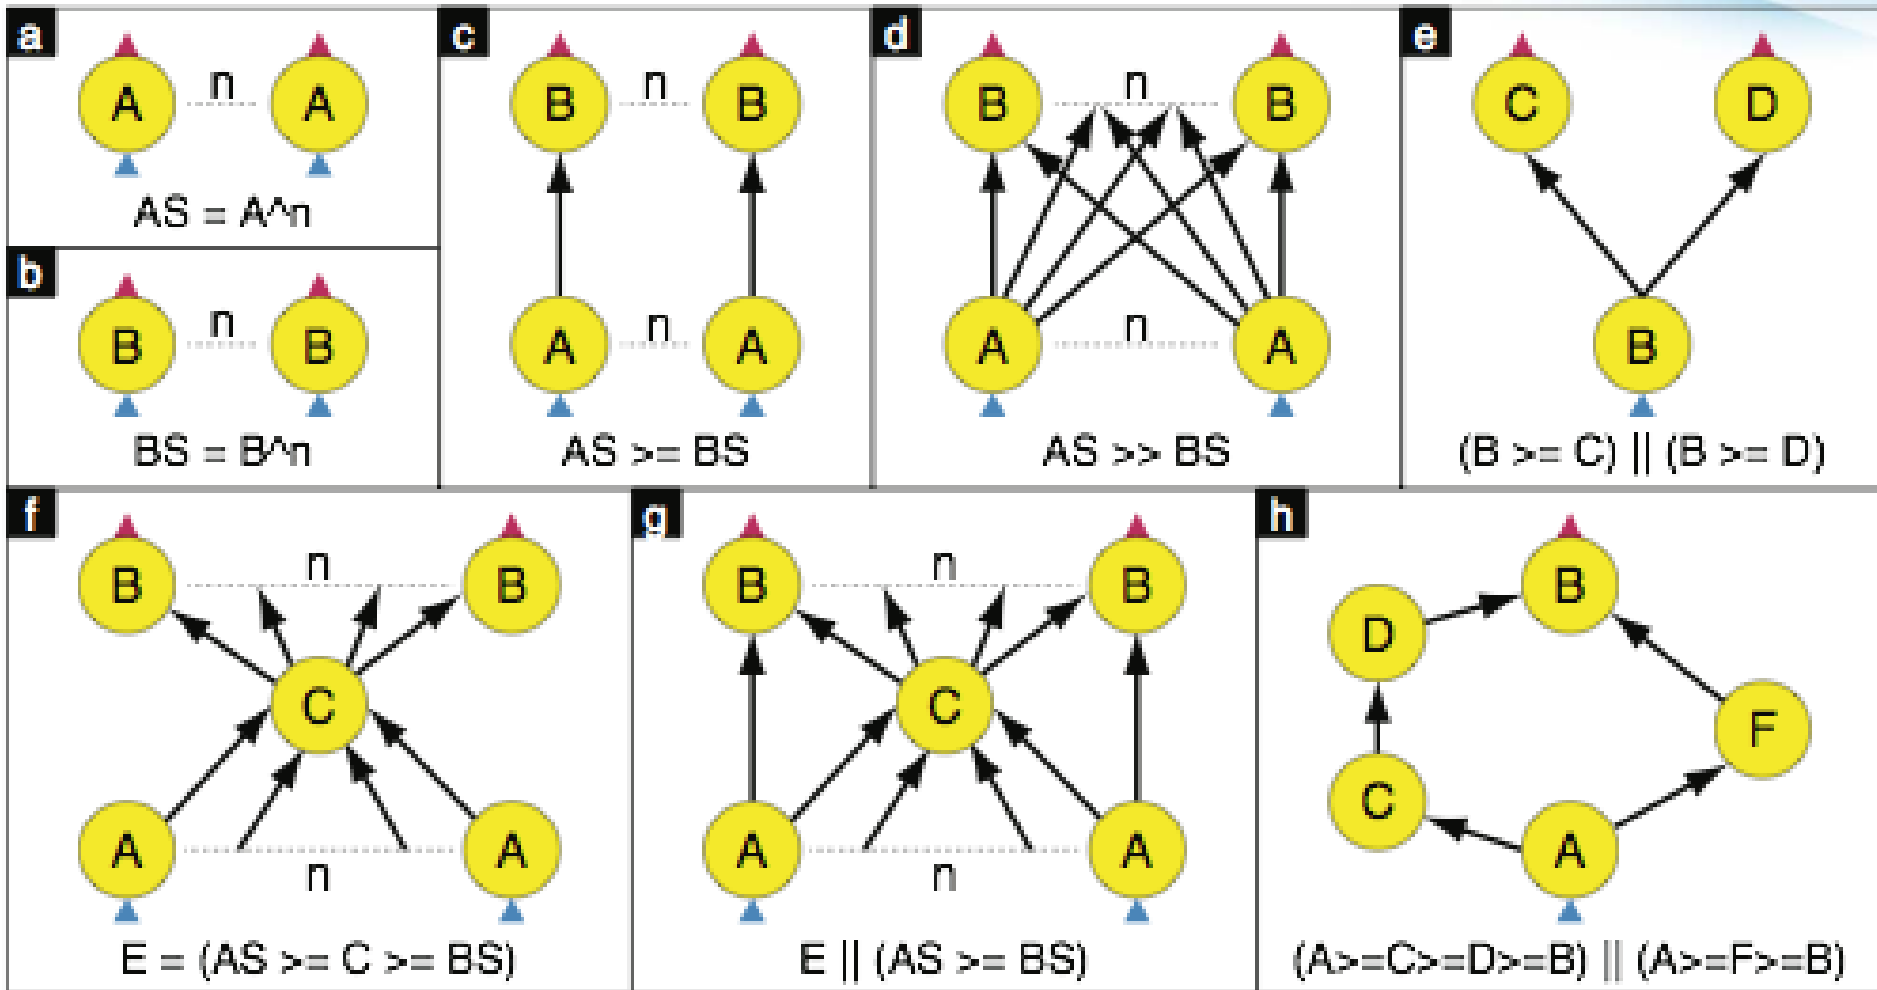 a
A n A
AS = A^n
b
B n B
BS = B^n
c
B n B
A n A
AS >= BS
d
B n B
A n A
AS >> BS
e
C D
B
(B >= C) || (B >= D)
f
B n B
C
A n A
E = (AS >= C >= BS)
g
B n B
C
A n A
E || (AS >= BS)
h
B
D
F
C
A
(A>=C>=D>=B) || (A>=F>=B)